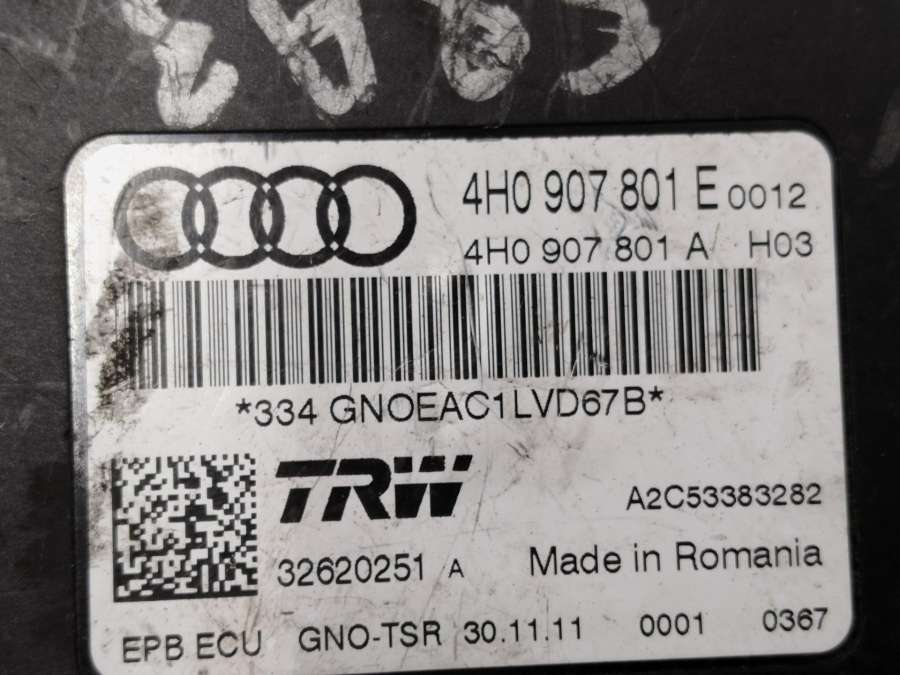 4H0 907 801 E 0012
4H0 907 801 A H03
*334 GNOEAC1LVD67B*
TRW
A2C53383282
32620251 A
Made in Romania
EPB ECU GNO-TSR 30.11.11 0001 0367